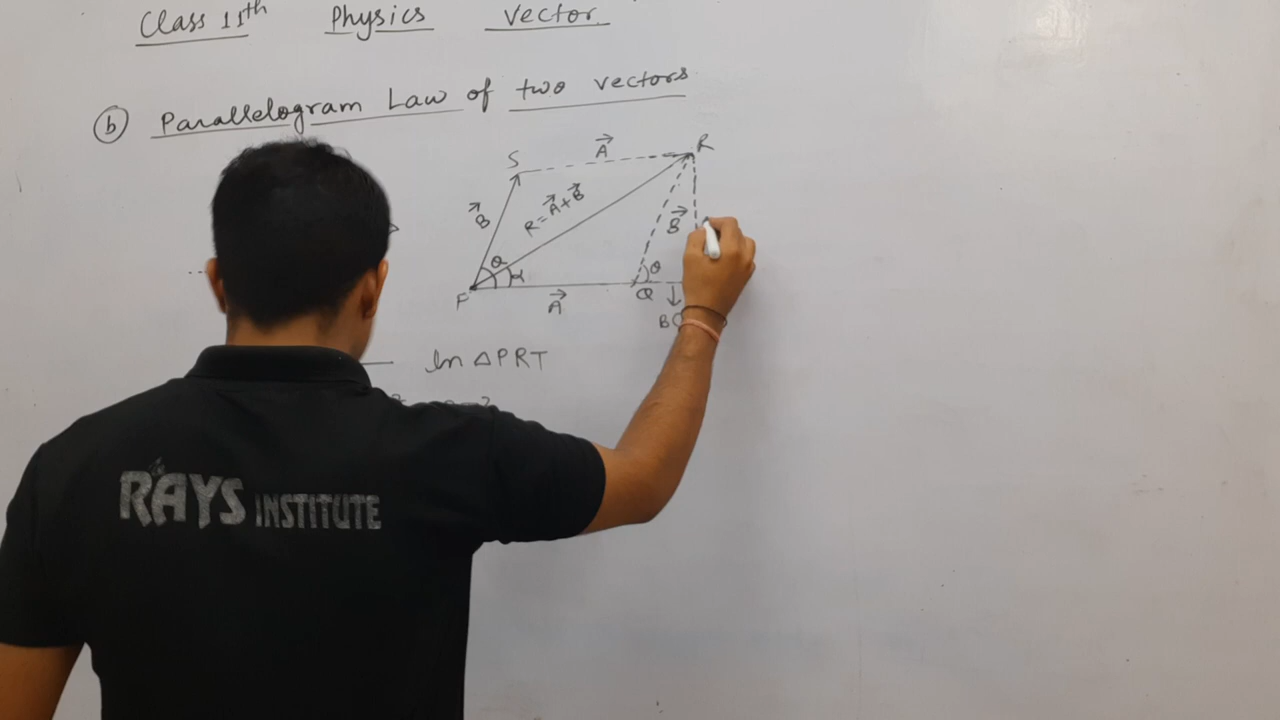 Class 11th Physics Vector
(b) Parallelogram Law of two vectors
S A⃗ R
B⃗ R = A⃗ + B⃗ B⃗
θ α θ
P A⃗ Q
↓
In △PRT
RAYS INSTITUTE